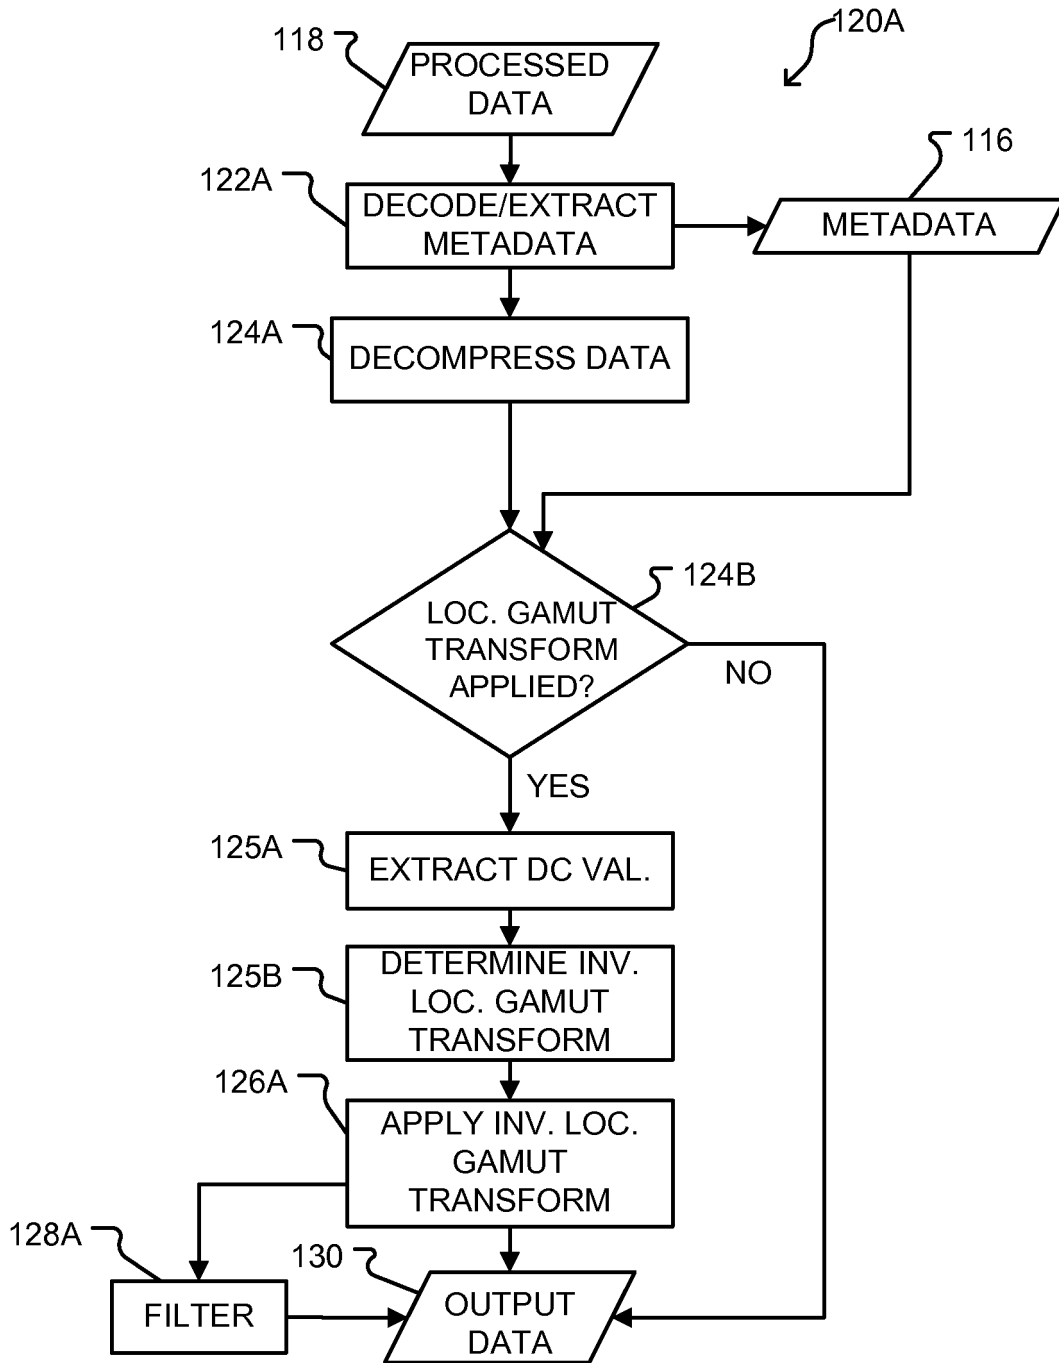 120A
118
PROCESSED
DATA
116
122A
DECODE/EXTRACT
METADATA
METADATA
124A
DECOMPRESS DATA
124B
LOC. GAMUT
TRANSFORM
APPLIED?
NO
YES
125A
EXTRACT DC VAL.
125B
DETERMINE INV.
LOC. GAMUT
TRANSFORM
126A
APPLY INV. LOC.
GAMUT
TRANSFORM
128A
FILTER
130
OUTPUT
DATA